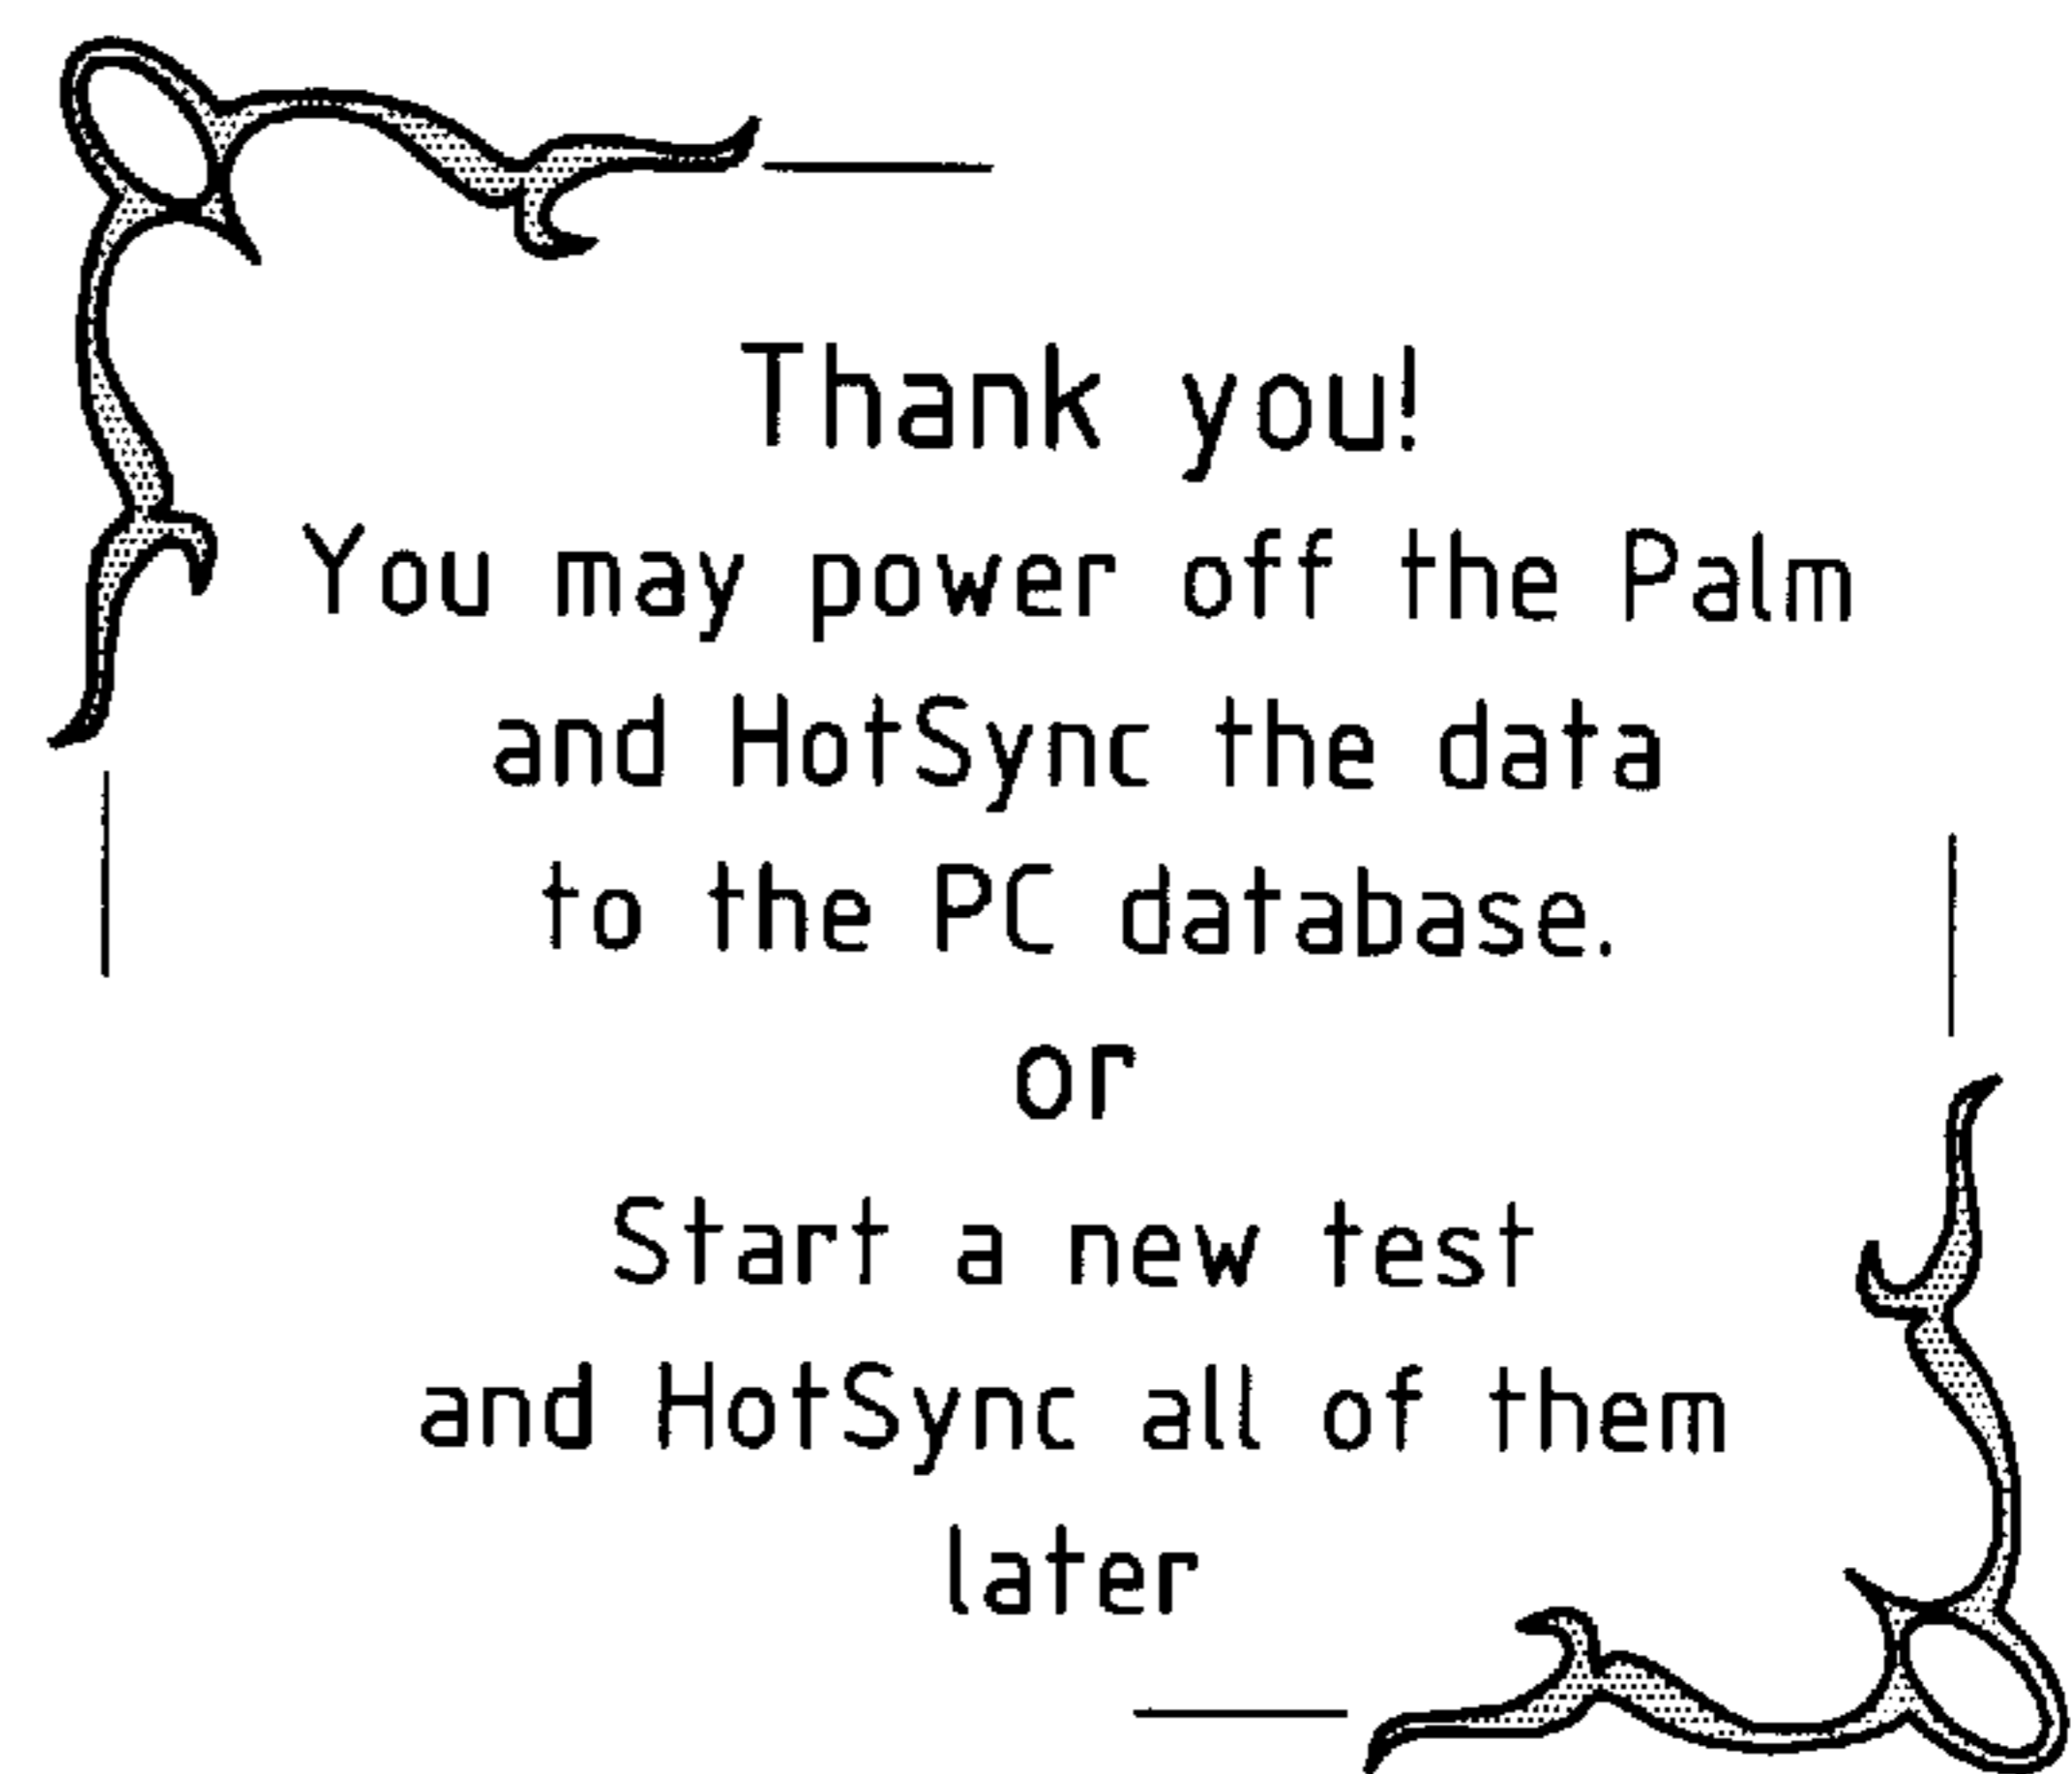 Thank you!
You may power off the Palm
and HotSync the data
to the PC database.
or
Start a new test
and HotSync all of them
later